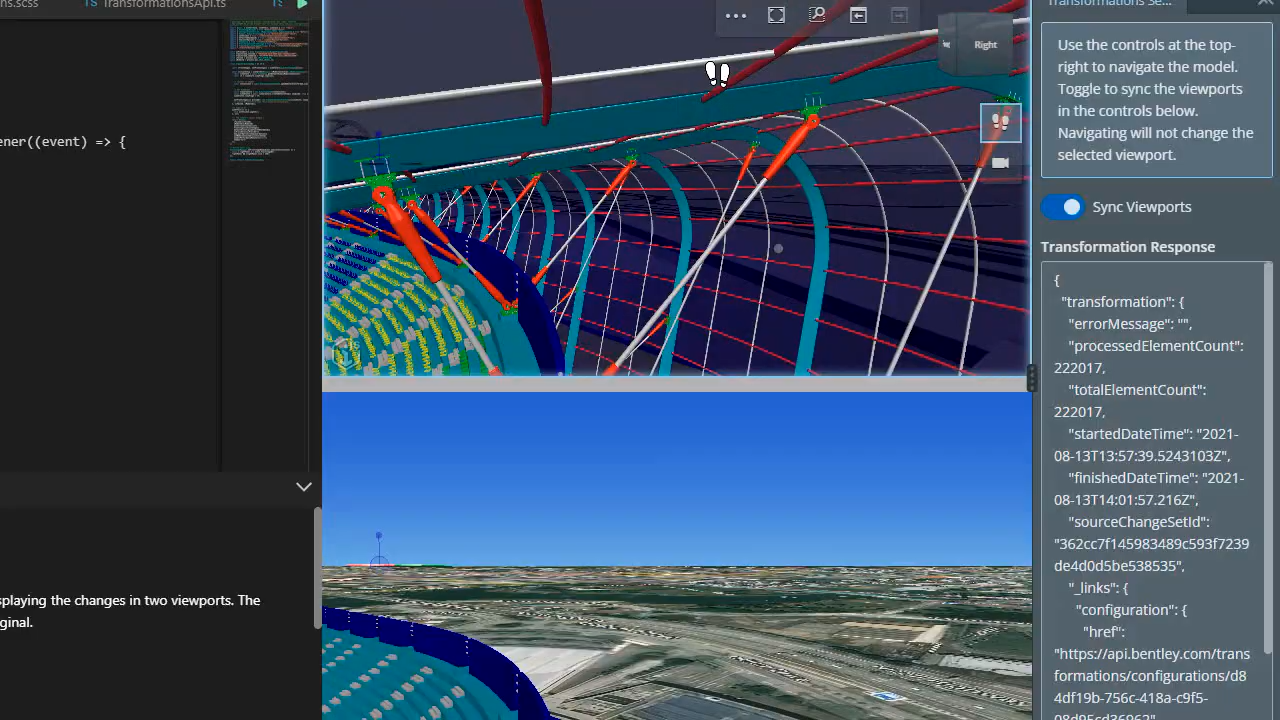 ns.scss
TS TransformationsApi.ts
TS
Transformations Se...
ener((event) => {
Right
Use the controls at the top-
right to navigate the model.
Toggle to sync the viewports
in the controls below.
Navigating will not change the
selected viewport.
Sync Viewports
Transformation Response
{
"transformation": {
"errorMessage": "",
"processedElementCount":
222017,
"totalElementCount":
222017,
"startedDateTime": "2021-
08-13T13:57:39.5243103Z",
"finishedDateTime": "2021-
08-13T14:01:57.216Z",
"sourceChangeSetId":
"362cc7f145983489c593f7239
de4d0d5be538535",
"_links": {
"configuration": {
"href":
"https://api.bentley.com/trans
formations/configurations/d8
4df19b-756c-418a-c9f5-
splaying the changes in two viewports. The
ginal.